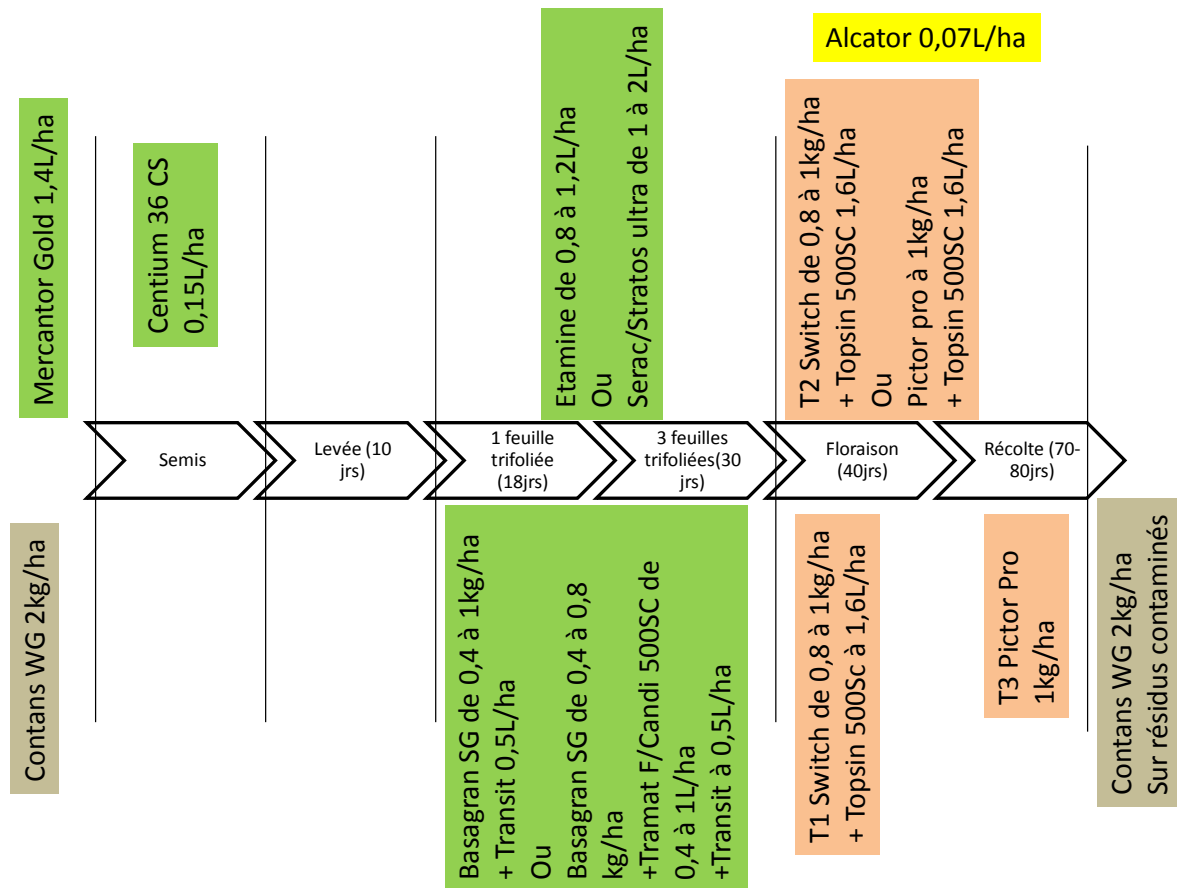 Alcator 0,07L/ha
Mercantor Gold 1,4L/ha
Centium 36 CS
0,15L/ha
Etamine de 0,8 à 1,2L/ha
Ou
Serac/Stratos ultra de 1 à 2L/ha
T2 Switch de 0,8 à 1kg/ha
+ Topsin 500SC 1,6L/ha
Ou
Pictor pro à 1kg/ha
+ Topsin 500SC 1,6L/ha
Semis
Levée (10
jrs)
1 feuille
trifoliée
(18jrs)
3 feuilles
trifoliées(30
jrs)
Floraison
(40jrs)
Récolte (70-
80jrs)
Contans WG 2kg/ha
Basagran SG de 0,4 à 1kg/ha
+ Transit 0,5L/ha
Ou
Basagran SG de 0,4 à 0,8
kg/ha
+Tramat F/Candi 500SC de
0,4 à 1L/ha
+Transit à 0,5L/ha
T1 Switch de 0,8 à 1kg/ha
+ Topsin 500Sc à 1,6L/ha
T3 Pictor Pro
1kg/ha
Contans WG 2kg/ha
Sur résidus contaminés